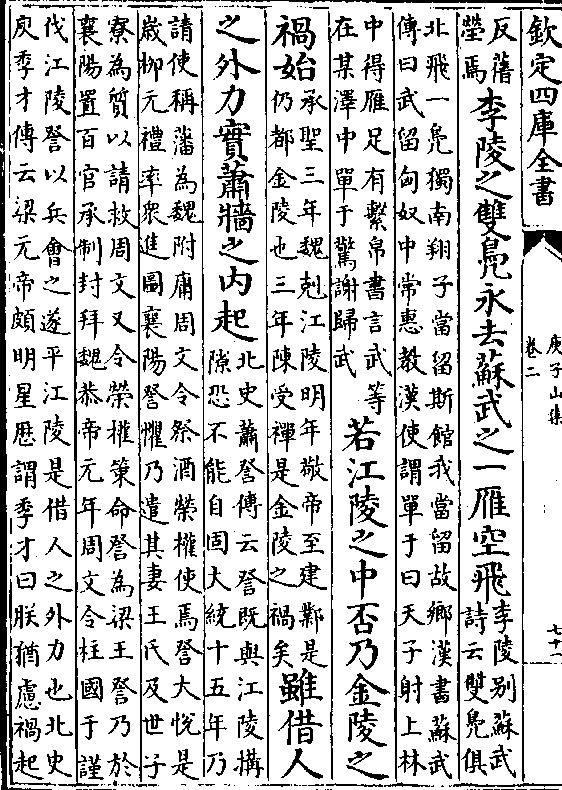 欽定四庫全書
庾子山集
卷二
七十一
反舊
塋焉
李陵之雙鳧永去蘇武之一雁空飛
李陵别蘇武
詩云雙鳧俱
北飛一鳧獨南翔子當留斯館我當留故鄉漢書蘇武
傳曰武留匈奴中常惠教漢使謂單于曰天子射上林
中得雁足有繫帛書言武等
在某澤中單于驚謝歸武
若江陵之中否乃金陵之
禍始
承聖三年魏剋江陵明年敬帝至建鄴是
仍都金陵也三年陳受禪是金陵之禍矣
雖借人
之外力實蕭牆之内起
北史蕭詧傳云詧既與江陵搆
隙恐不能自固大統十五年乃
請使稱藩為魏附庸周文令祭酒榮權使焉詧大悅是
歲栁元禮率衆進圖襄陽詧懼乃遣其妻王氏及世子
寮為質以請救周文又令榮權策命詧為梁王詧乃於
襄陽置百官承制封拜魏恭帝元年周文令柱國于謹
伐江陵詧以兵會之遂平江陵是借人之外力也北史
庾季才傳云梁元帝頗明星厯謂季才曰朕猶慮禍起